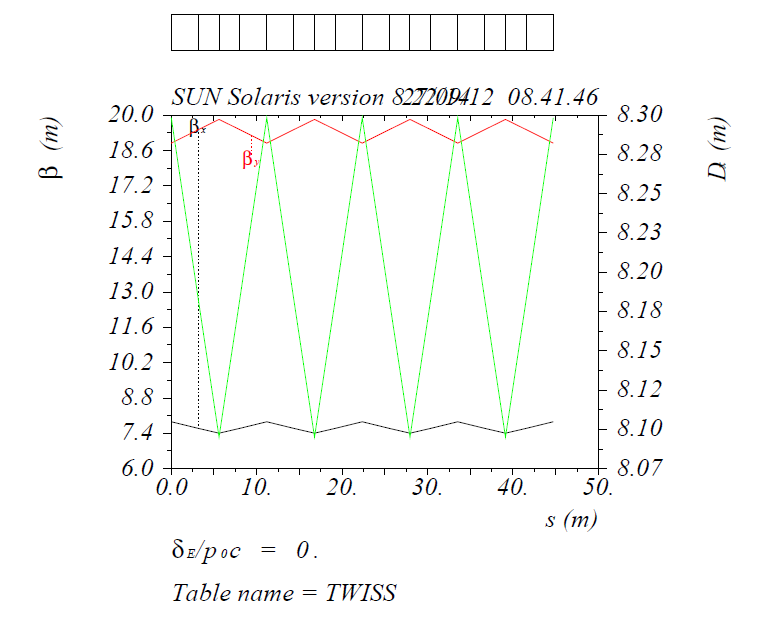 SUN Solaris version 8.22/04 08.41.46
20.0 8.30
βx
18.6 8.28
βy
β (m) Dx (m)
17.2 8.25
15.8 8.23
14.4 8.20
13.0 8.18
11.6 8.15
10.2 8.12
8.8 8.10
7.4
6.0 8.07
0.0 10. 20. 30. 40. 50.
s (m)
δE/p0c = 0.
Table name = TWISS